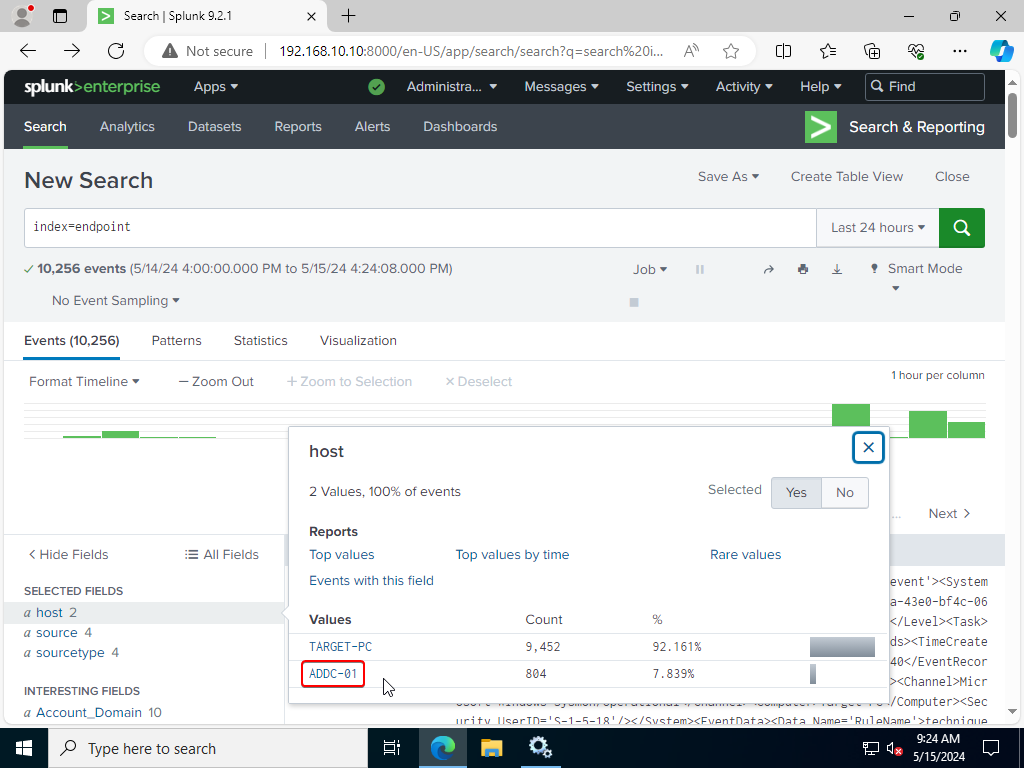 Search | Splunk 9.2.1
Not secure
192.168.10.10:8000/en-US/app/search/search?q=search%20i...
splunk>enterprise
Apps
Administra...
Messages
Settings
Activity
Help
Find
Search
Analytics
Datasets
Reports
Alerts
Dashboards
Search & Reporting
New Search
Save As
Create Table View
Close
index=endpoint
Last 24 hours
10,256 events (5/14/24 4:00:00.000 PM to 5/15/24 4:24:08.000 PM)
Job
Smart Mode
No Event Sampling
Events (10,256)
Patterns
Statistics
Visualization
Format Timeline
— Zoom Out
+ Zoom to Selection
× Deselect
1 hour per column
host
2 Values, 100% of events
Selected
Yes
No
Reports
Top values
Top values by time
Rare values
Events with this field
Values
Count
%
TARGET-PC
9,452
92.161%
ADDC-01
804
7.839%
...
Next >
< Hide Fields
All Fields
SELECTED FIELDS
a host 2
a source 4
a sourcetype 4
INTERESTING FIELDS
a Account_Domain 10
event'><System
a-43e0-bf4c-06
</Level><Task>
ds><TimeCreate
40</EventRecor
><Channel>Micr
/Computer><Sec
urity UserID='S-1-5-18'/></System><EventData><Data Name='RuleName'>technique
Type here to search
9:24 AM
5/15/2024